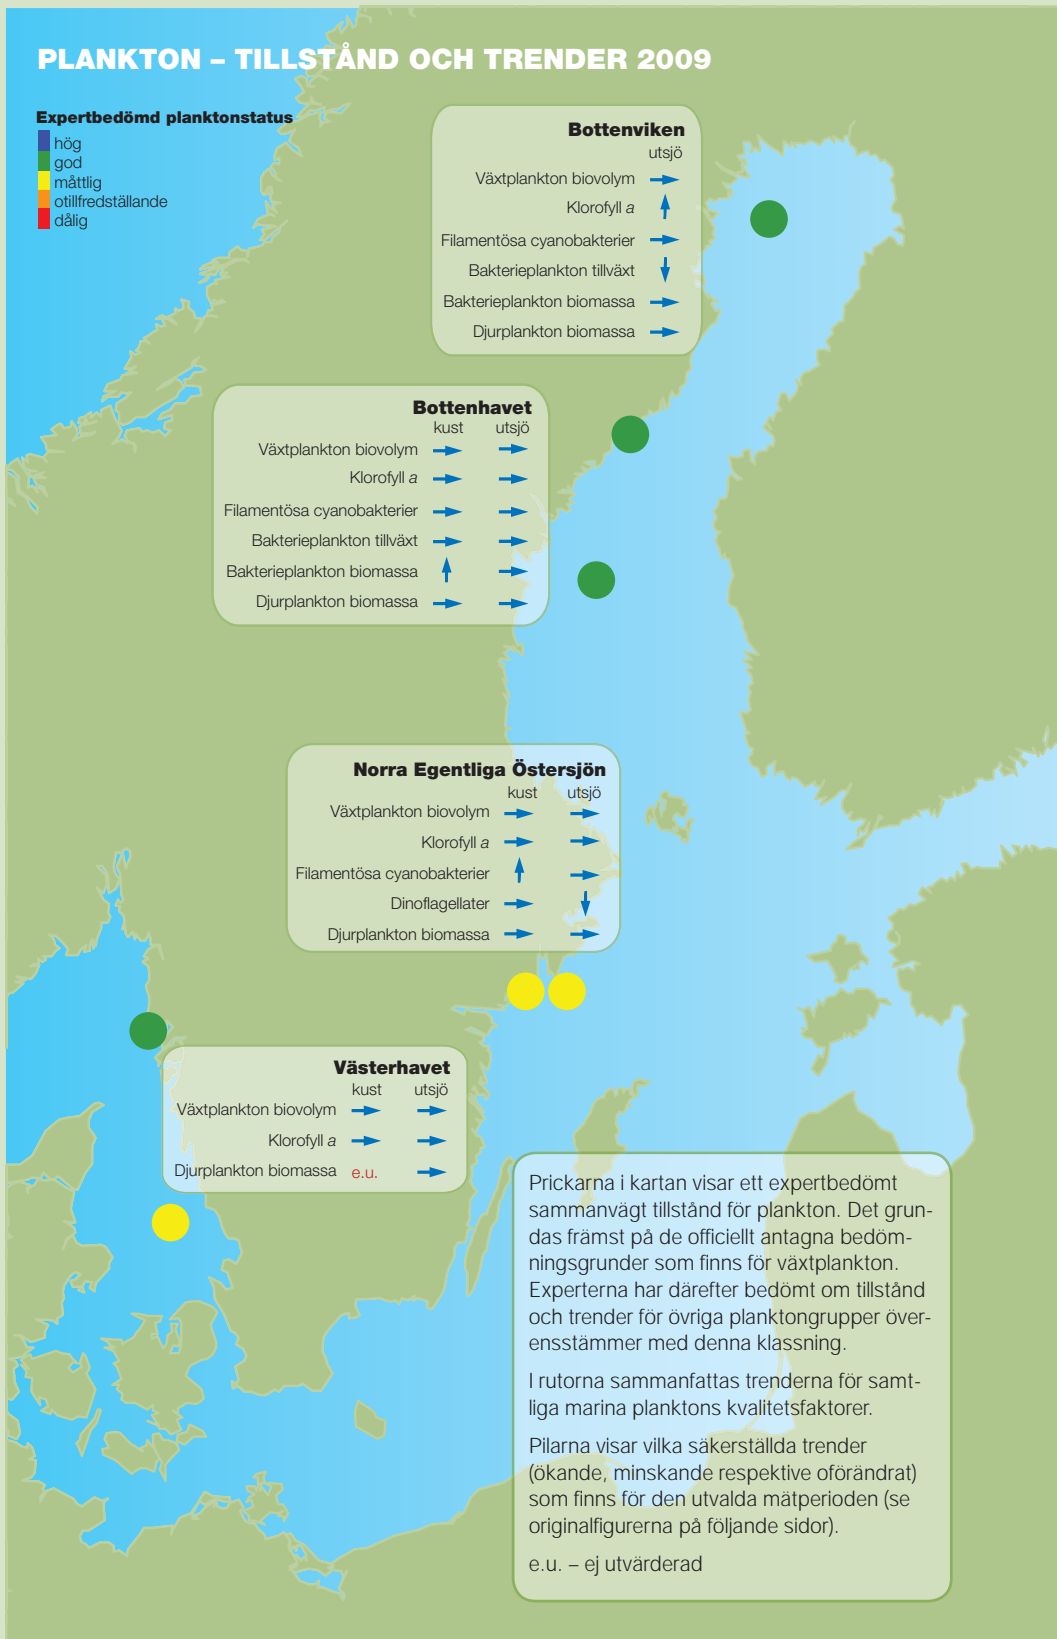 PLANKTON – TILLSTÅND OCH TRENDER 2009
Expertbedömd planktonstatus
hög
god
måttlig
otillfredställande
dålig
Bottenviken
utsjö
Växtplankton biovolym
Klorofyll a
Filamentösa cyanobakterier
Bakterieplankton tillväxt
Bakterieplankton biomassa
Djurplankton biomassa
Bottenhavet
kust utsjö
Växtplankton biovolym
Klorofyll a
Filamentösa cyanobakterier
Bakterieplankton tillväxt
Bakterieplankton biomassa
Djurplankton biomassa
Norra Egentliga Östersjön
kust utsjö
Växtplankton biovolym
Klorofyll a
Filamentösa cyanobakterier
Dinoflagellater
Djurplankton biomassa
Västerhavet
kust utsjö
Växtplankton biovolym
Klorofyll a
Djurplankton biomassa e.u.
Prickarna i kartan visar ett expertbedömt
sammanvägt tillstånd för plankton. Det grun-
das främst på de officiellt antagna bedöm-
ningsgrunder som finns för växtplankton.
Experterna har därefter bedömt om tillstånd
och trender för övriga planktongrupper över-
ensstämmer med denna klassning.
I rutorna sammanfattas trenderna för samt-
liga marina planktons kvalitetsfaktorer.
Pilarna visar vilka säkerställda trender
(ökande, minskande respektive oförändrat)
som finns för den utvalda mätperioden (se
originalfigurerna på följande sidor).
e.u. – ej utvärderad